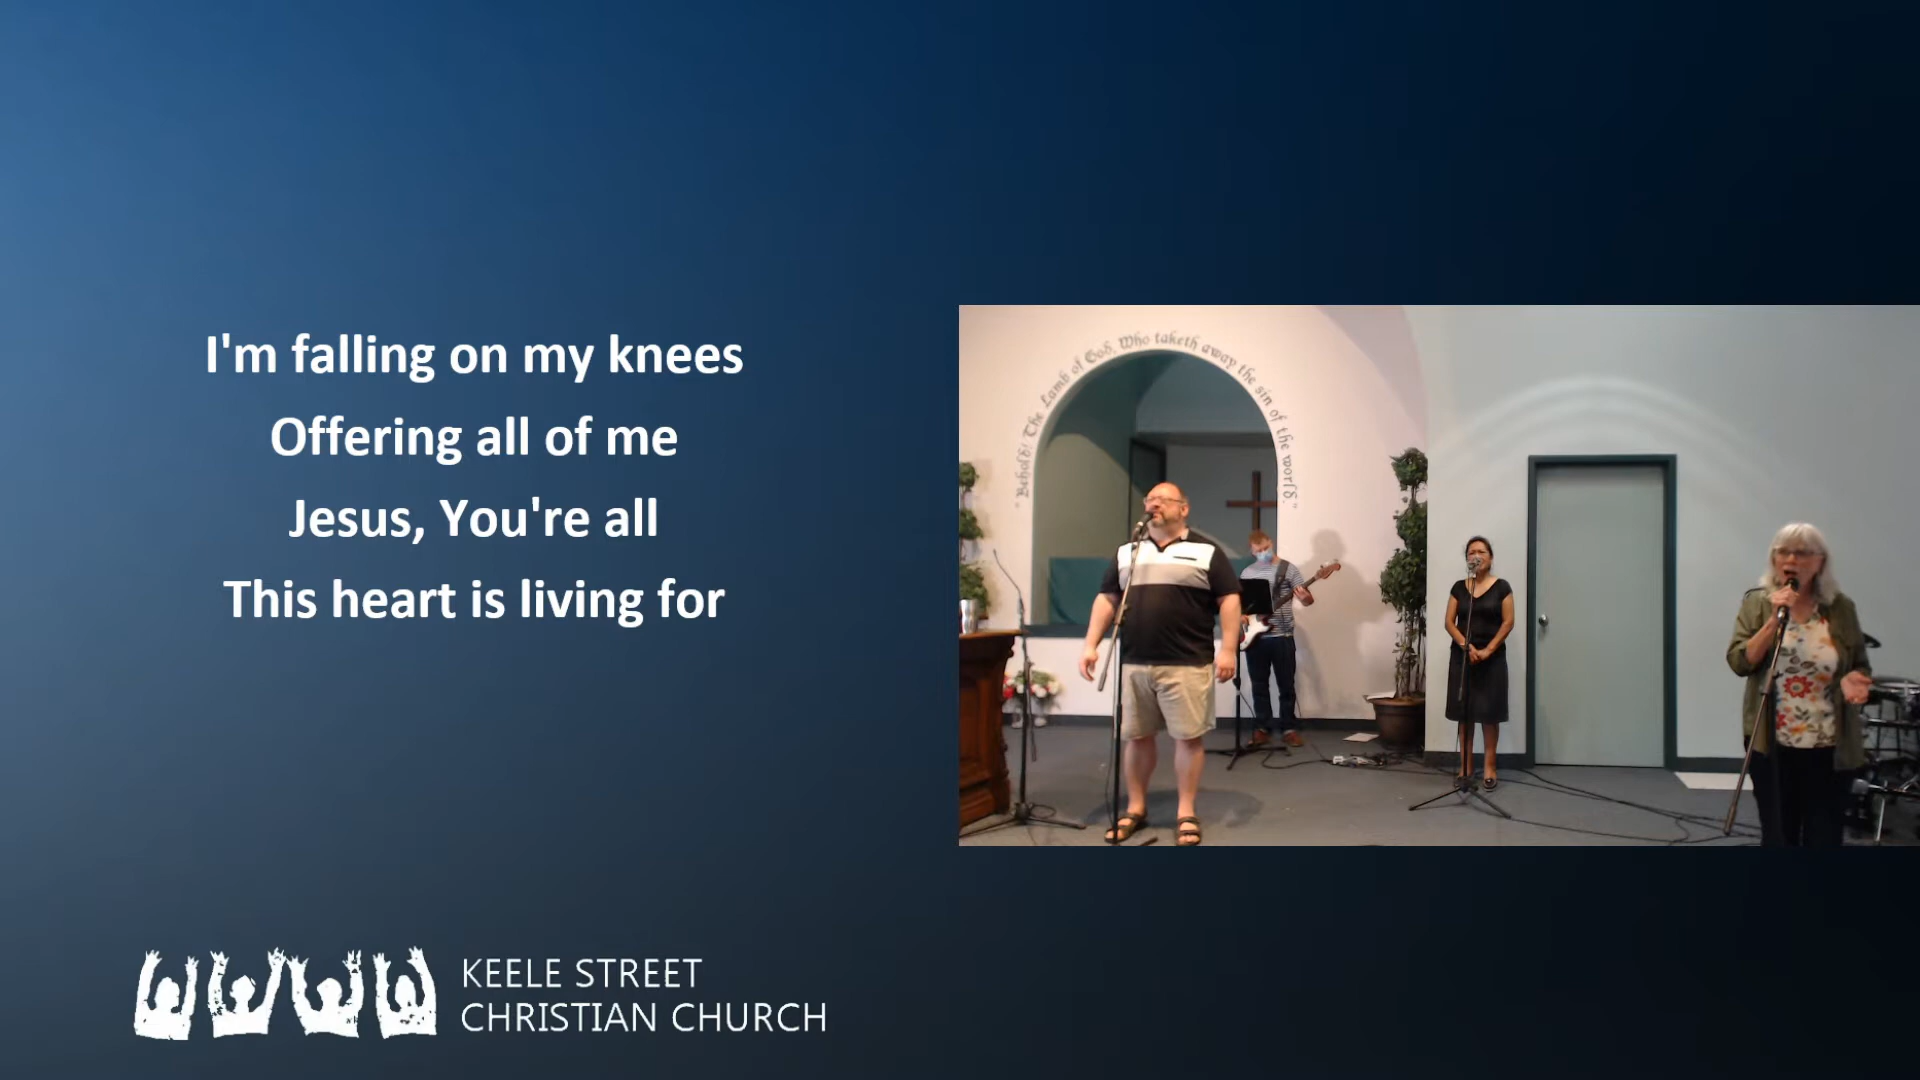 I'm falling on my knees
Offering all of me
Jesus, You're all
This heart is living for
"Behold! The Lamb of God, Who taketh away the sin of the world."
KEELE STREET
CHRISTIAN CHURCH